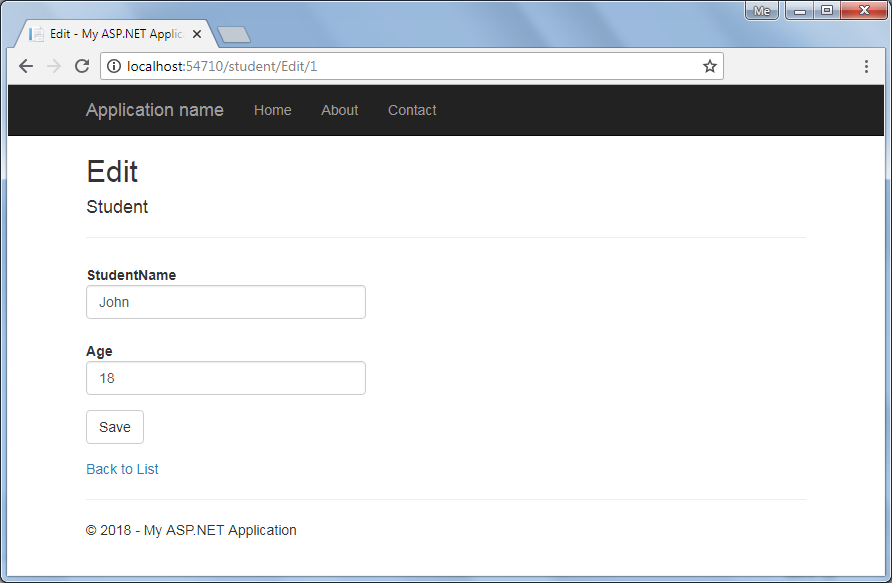 Me
Edit - My ASP.NET Applic
localhost:54710/student/Edit/1
Application name Home About Contact
Edit
Student
StudentName
John
Age
18
Save
Back to List
© 2018 - My ASP.NET Application